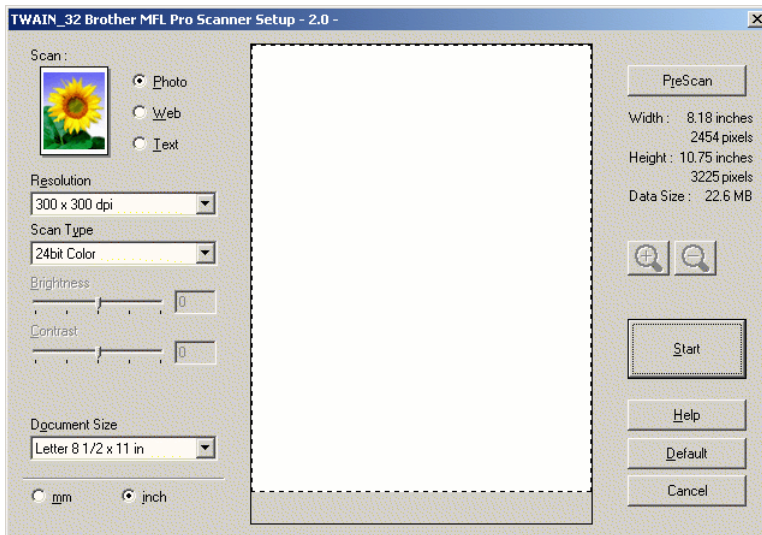 TWAIN_32 Brother MFL Pro Scanner Setup - 2.0 -
Scan :
Photo
Web
Text
Resolution
300 x 300 dpi
Scan Type
24bit Color
Brightness
0
Contrast
0
Document Size
Letter 8 1/2 x 11 in
mm
inch
PreScan
Width : 8.18 inches
2454 pixels
Height : 10.75 inches
3225 pixels
Data Size : 22.6 MB
Start
Help
Default
Cancel